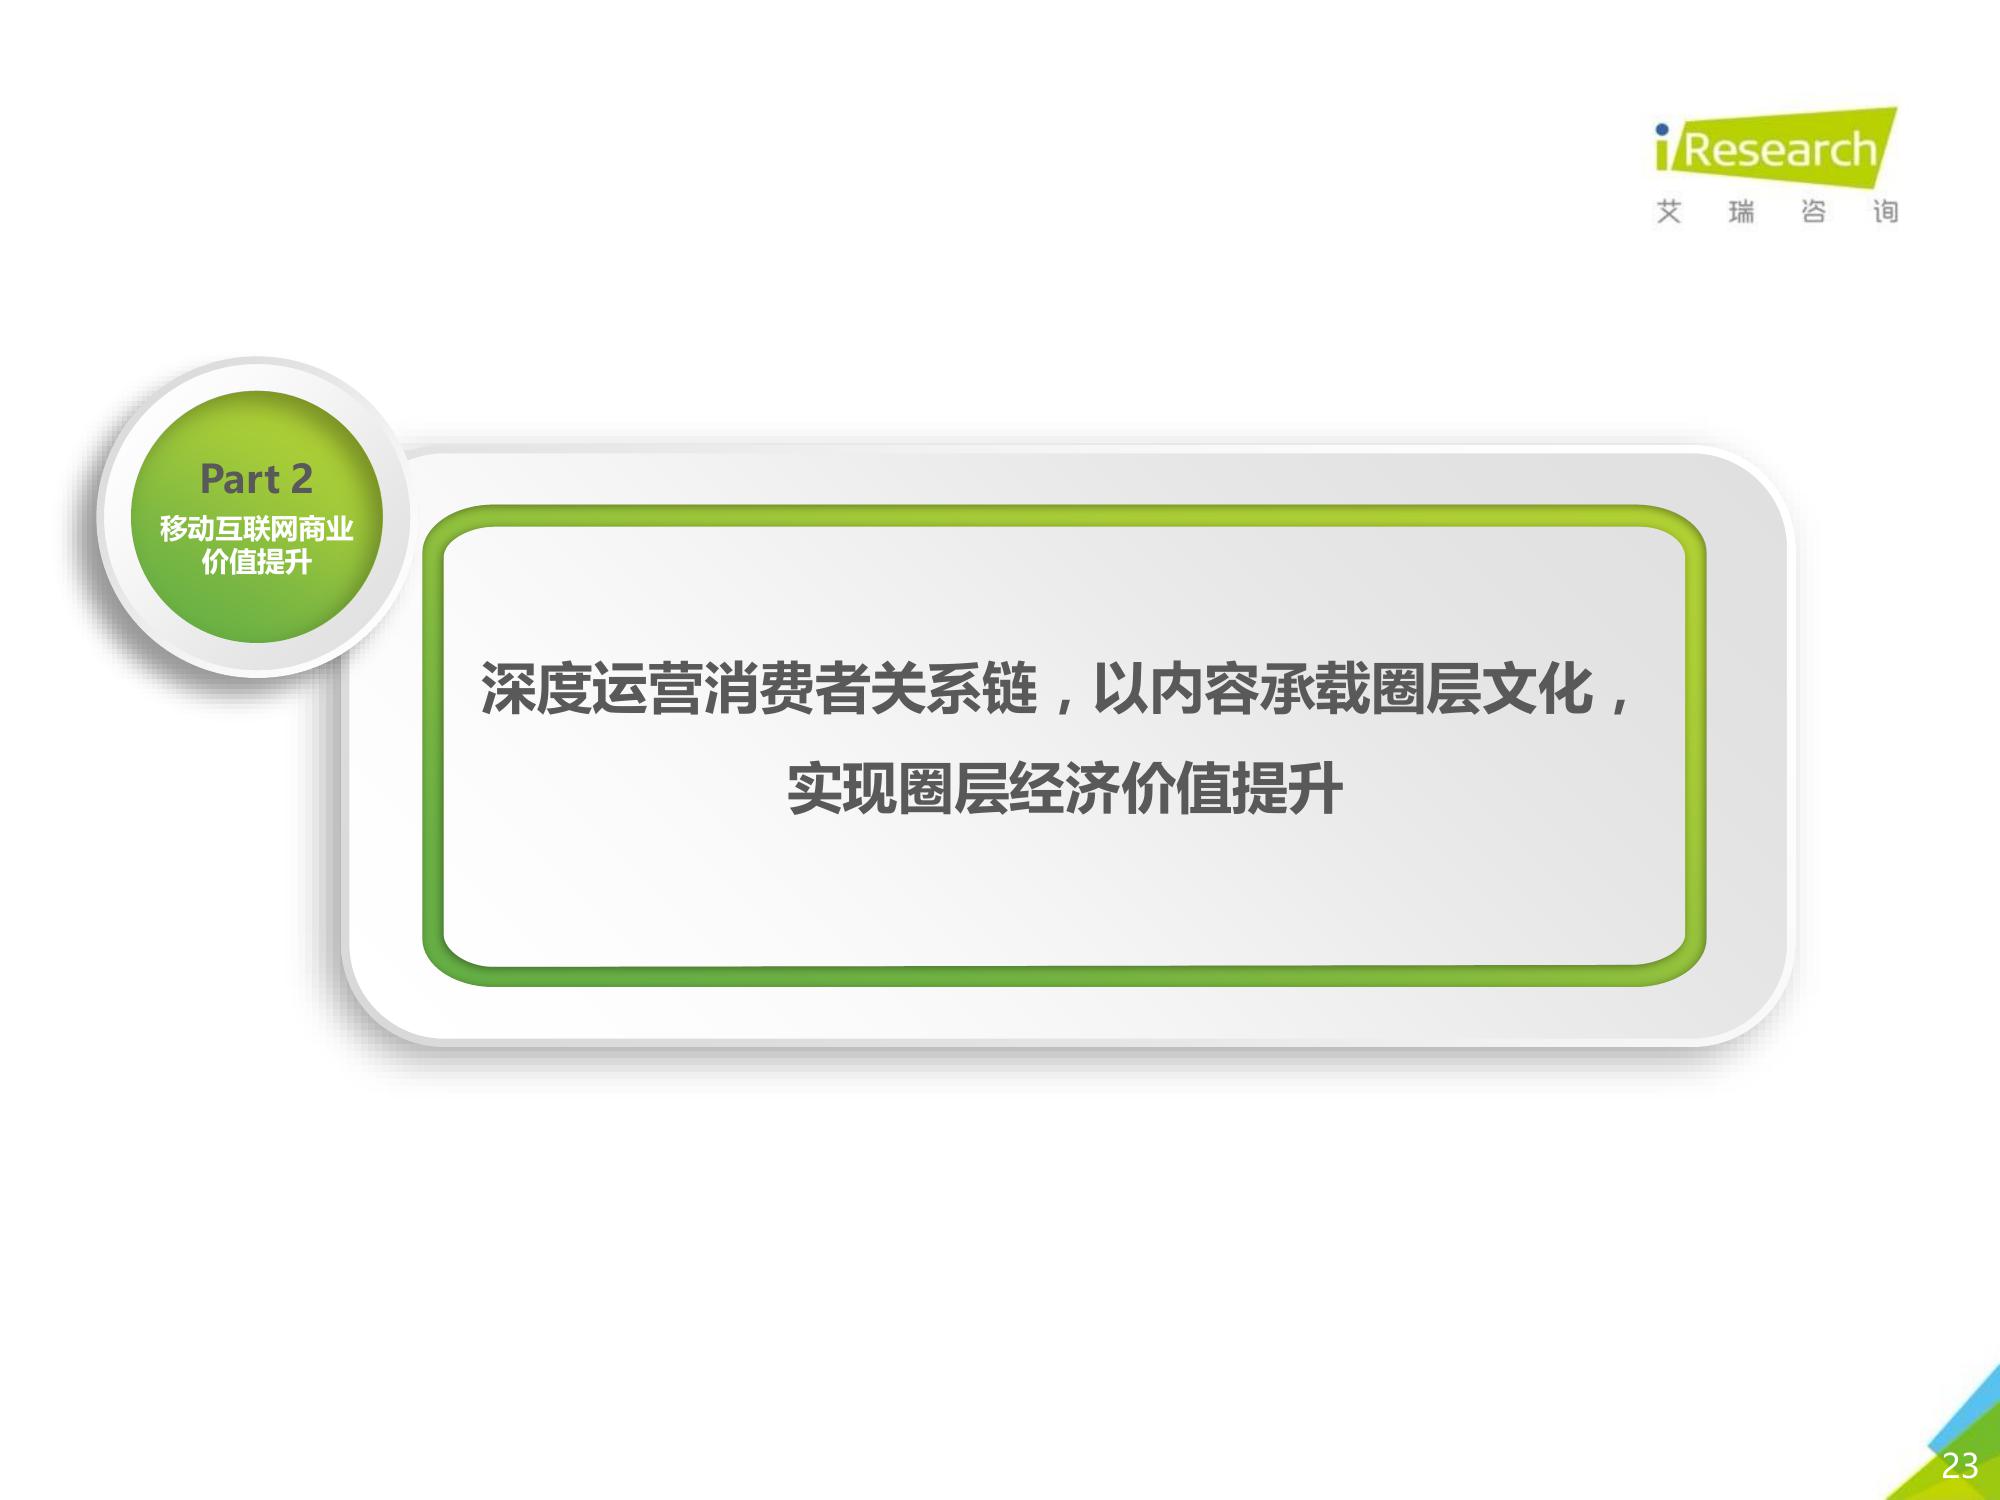 iResearch
艾瑞咨询
Part 2
移动互联网商业
价值提升
深度运营消费者关系链，以内容承载圈层文化，
实现圈层经济价值提升
23